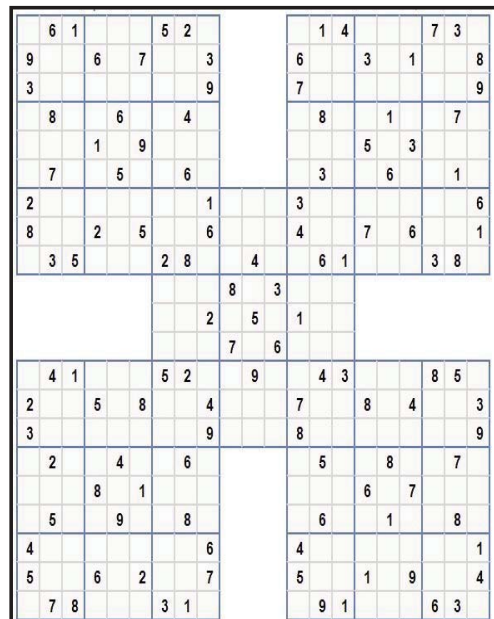 6 1 5 2 1 4 7 3
9 6 7 3 6 3 1 8
3 9 7 9
8 6 4 8 1 7
1 9 5 3
7 5 6 3 6 1
2 1 3 6
8 2 5 6 4 7 6 1
3 5 2 8 4 6 1 3 8
8 3
2 5 1
7 6
4 1 5 2 9 4 3 8 5
2 5 8 4 7 8 4 3
3 9 8 9
2 4 6 5 8 7
8 1 6 7
5 9 8 6 1 8
4 6 4 1
5 6 2 7 5 1 9 4
7 8 3 1 9 1 6 3